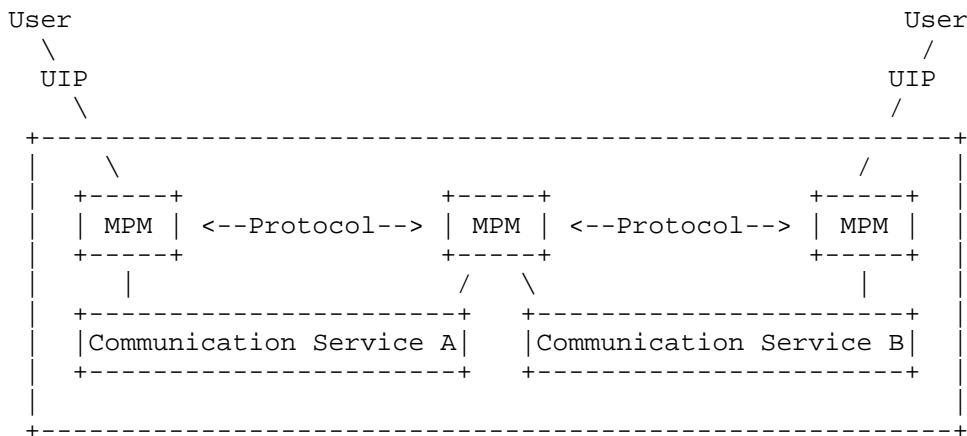 User User
UIP UIP
MPM <--Protocol--> MPM <--Protocol--> MPM
Communication Service A Communication Service B